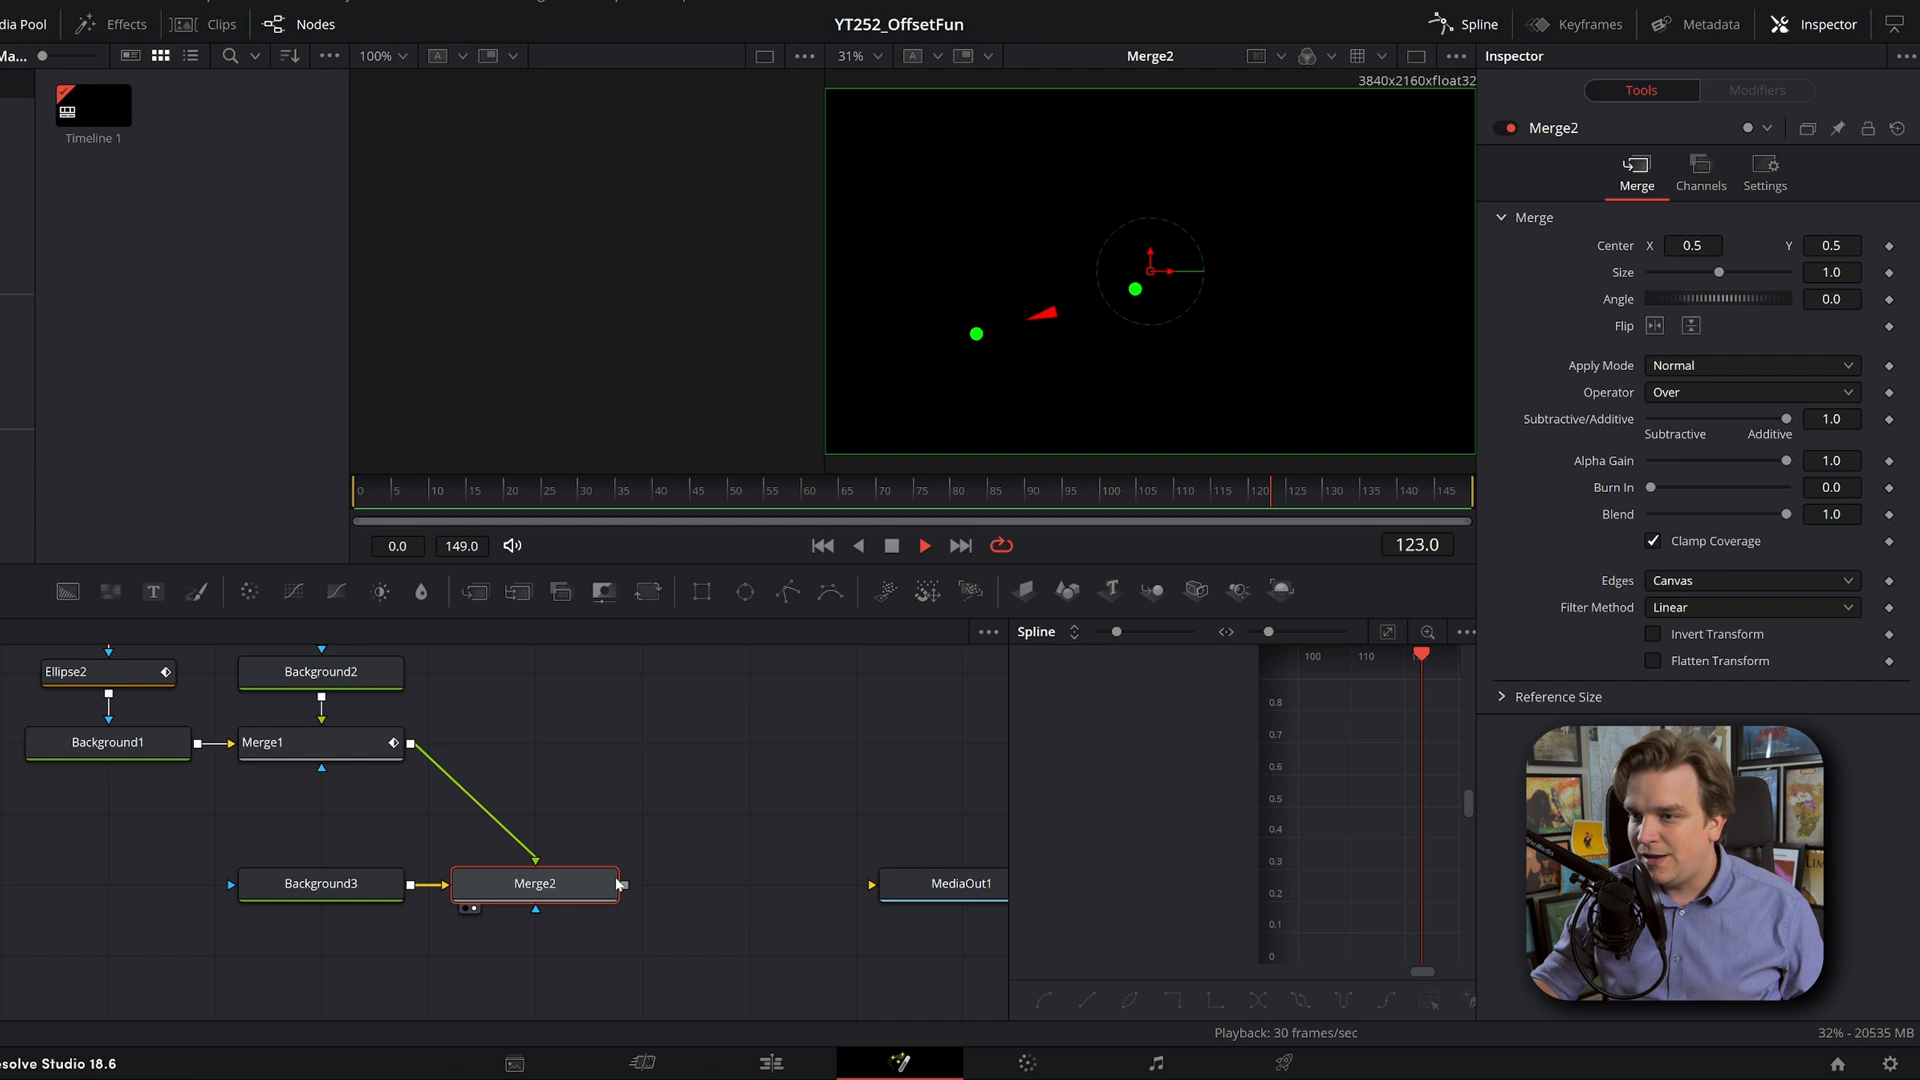 dia Pool
Effects
Clips
Nodes
YT252_OffsetFun
Spline
Keyframes
Metadata
Inspector
Ma...
100%
31%
Merge2
Inspector
3840x2160xfloat32
Tools
Modifiers
Timeline 1
Merge2
Merge
Channels
Settings
Merge
Center X 0.5 Y 0.5
Size 1.0
Angle 0.0
Flip
Apply Mode Normal
Operator Over
Subtractive/Additive 1.0
Subtractive Additive
Alpha Gain 1.0
Burn In 0.0
Blend 1.0
Clamp Coverage
Edges Canvas
Filter Method Linear
Invert Transform
Flatten Transform
Reference Size
0 5 10 15 20 25 30 35 40 45 50 55 60 65 70 75 80 85 90 95 100 105 110 115 120 125 130 135 140 145
0.0 149.0 123.0
Spline
Ellipse2
Background2
100 110
0.8
0.7
0.6
0.5
0.4
0.3
0.2
0.1
0
Background1
Merge1
Background3
Merge2
MediaOut1
Playback: 30 frames/sec
32% - 20535 MB
esolve Studio 18.6